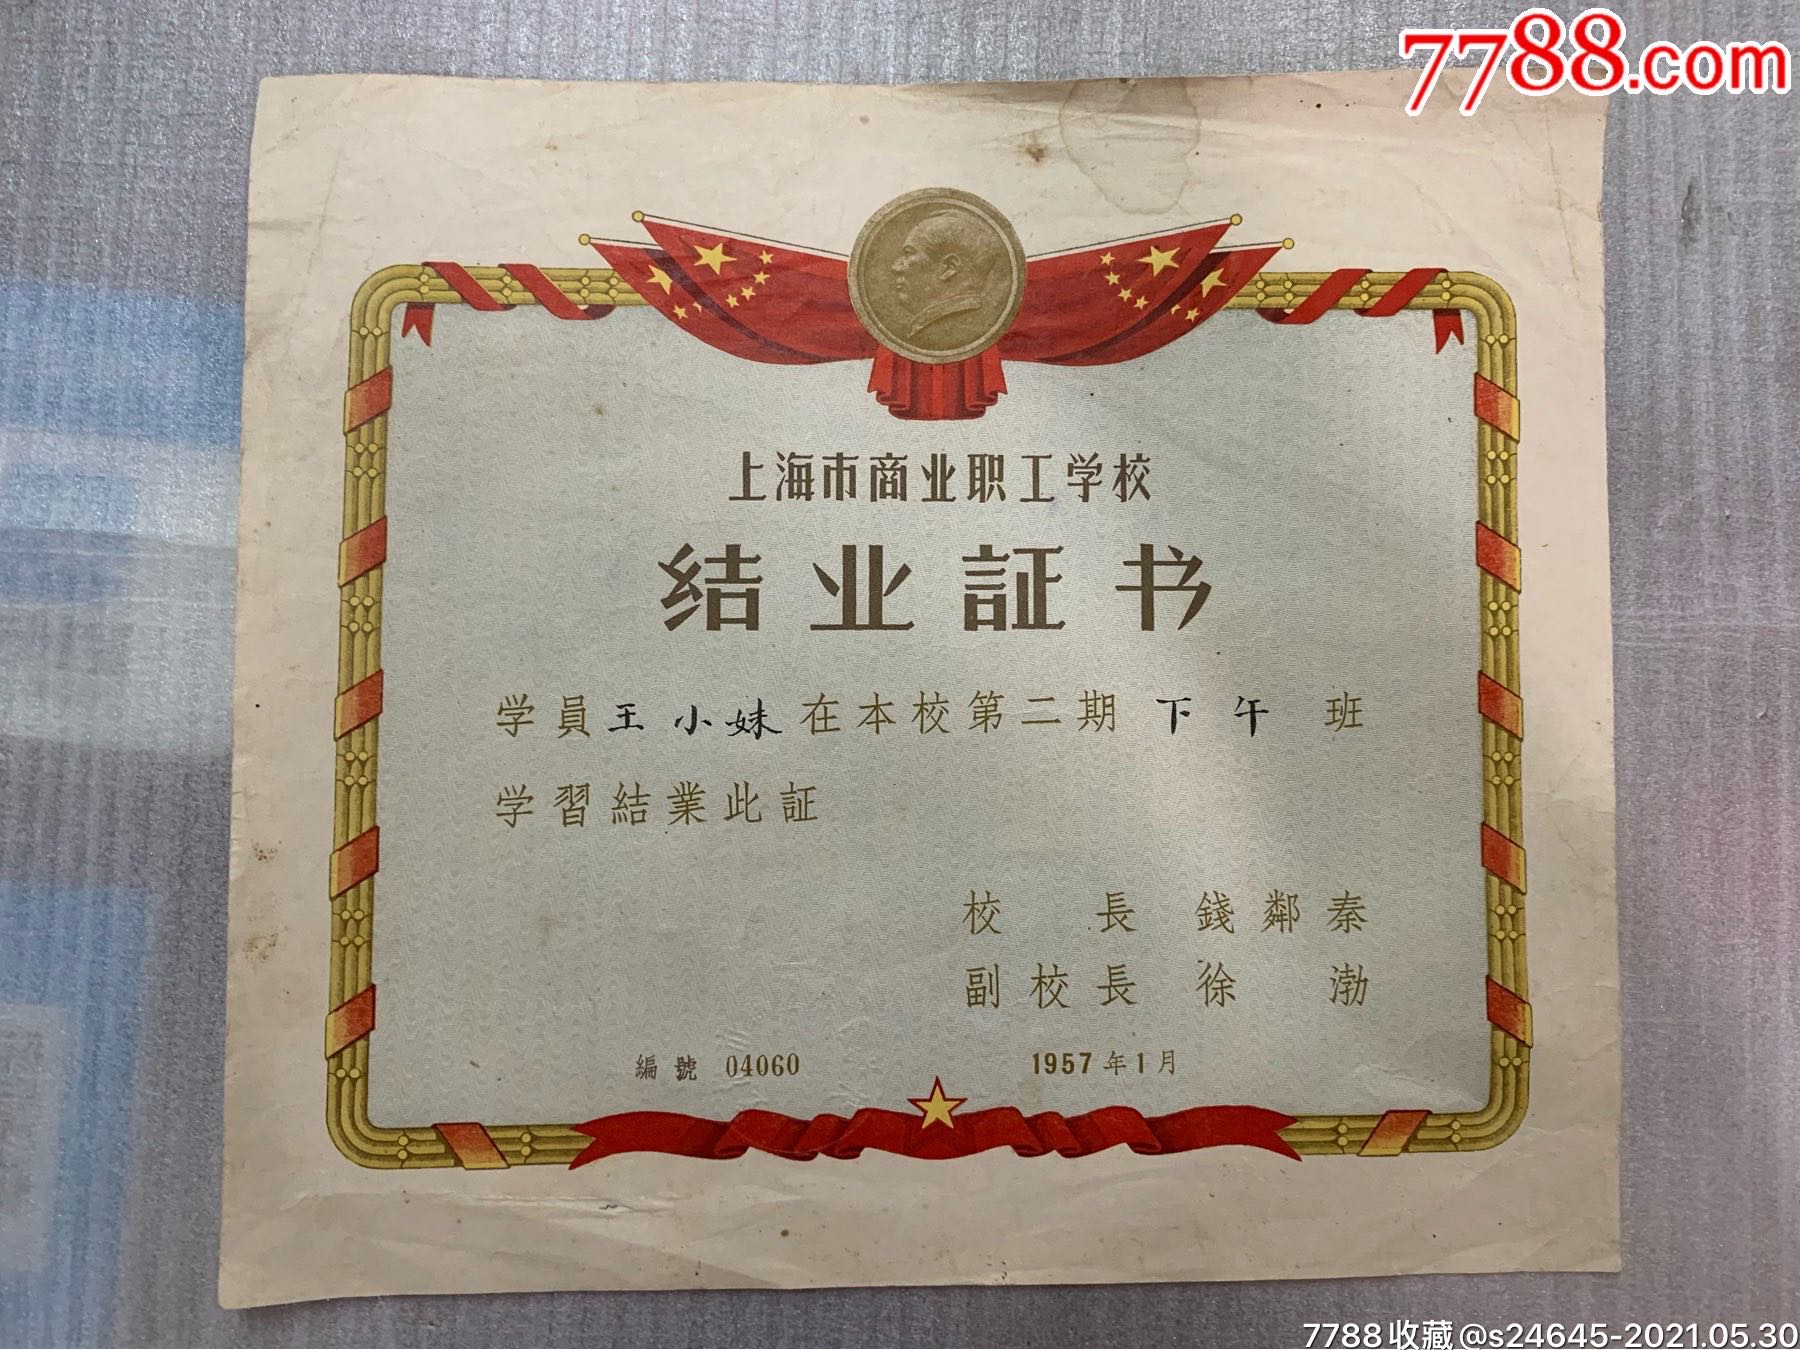 7788.com
上海市商业职工学校
结业証书
学員王小妹在本校第二期下午班
学習結業此証
校長 錢鄰秦
副校長 徐渤
編號 04060 1957年1月
7788收藏@s24645-2021.05.30